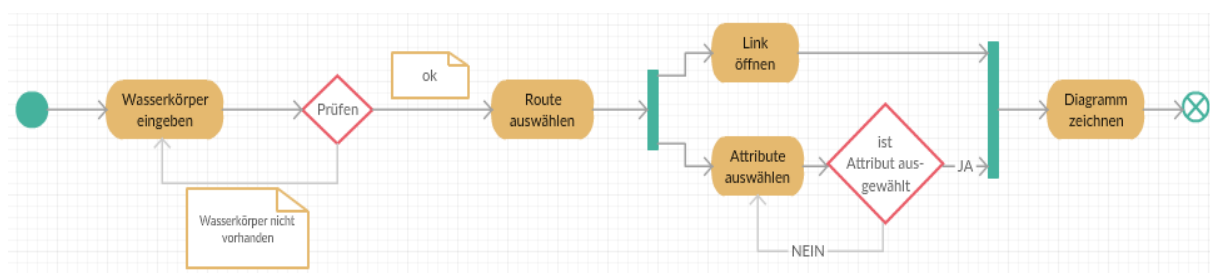 Wasserkörper
eingeben
Prüfen
Wasserkörper nicht
vorhanden
ok
Route
auswählen
Link
öffnen
Attribute
auswählen
ist
Attribut aus-
gewählt
NEIN
JA
Diagramm
zeichnen